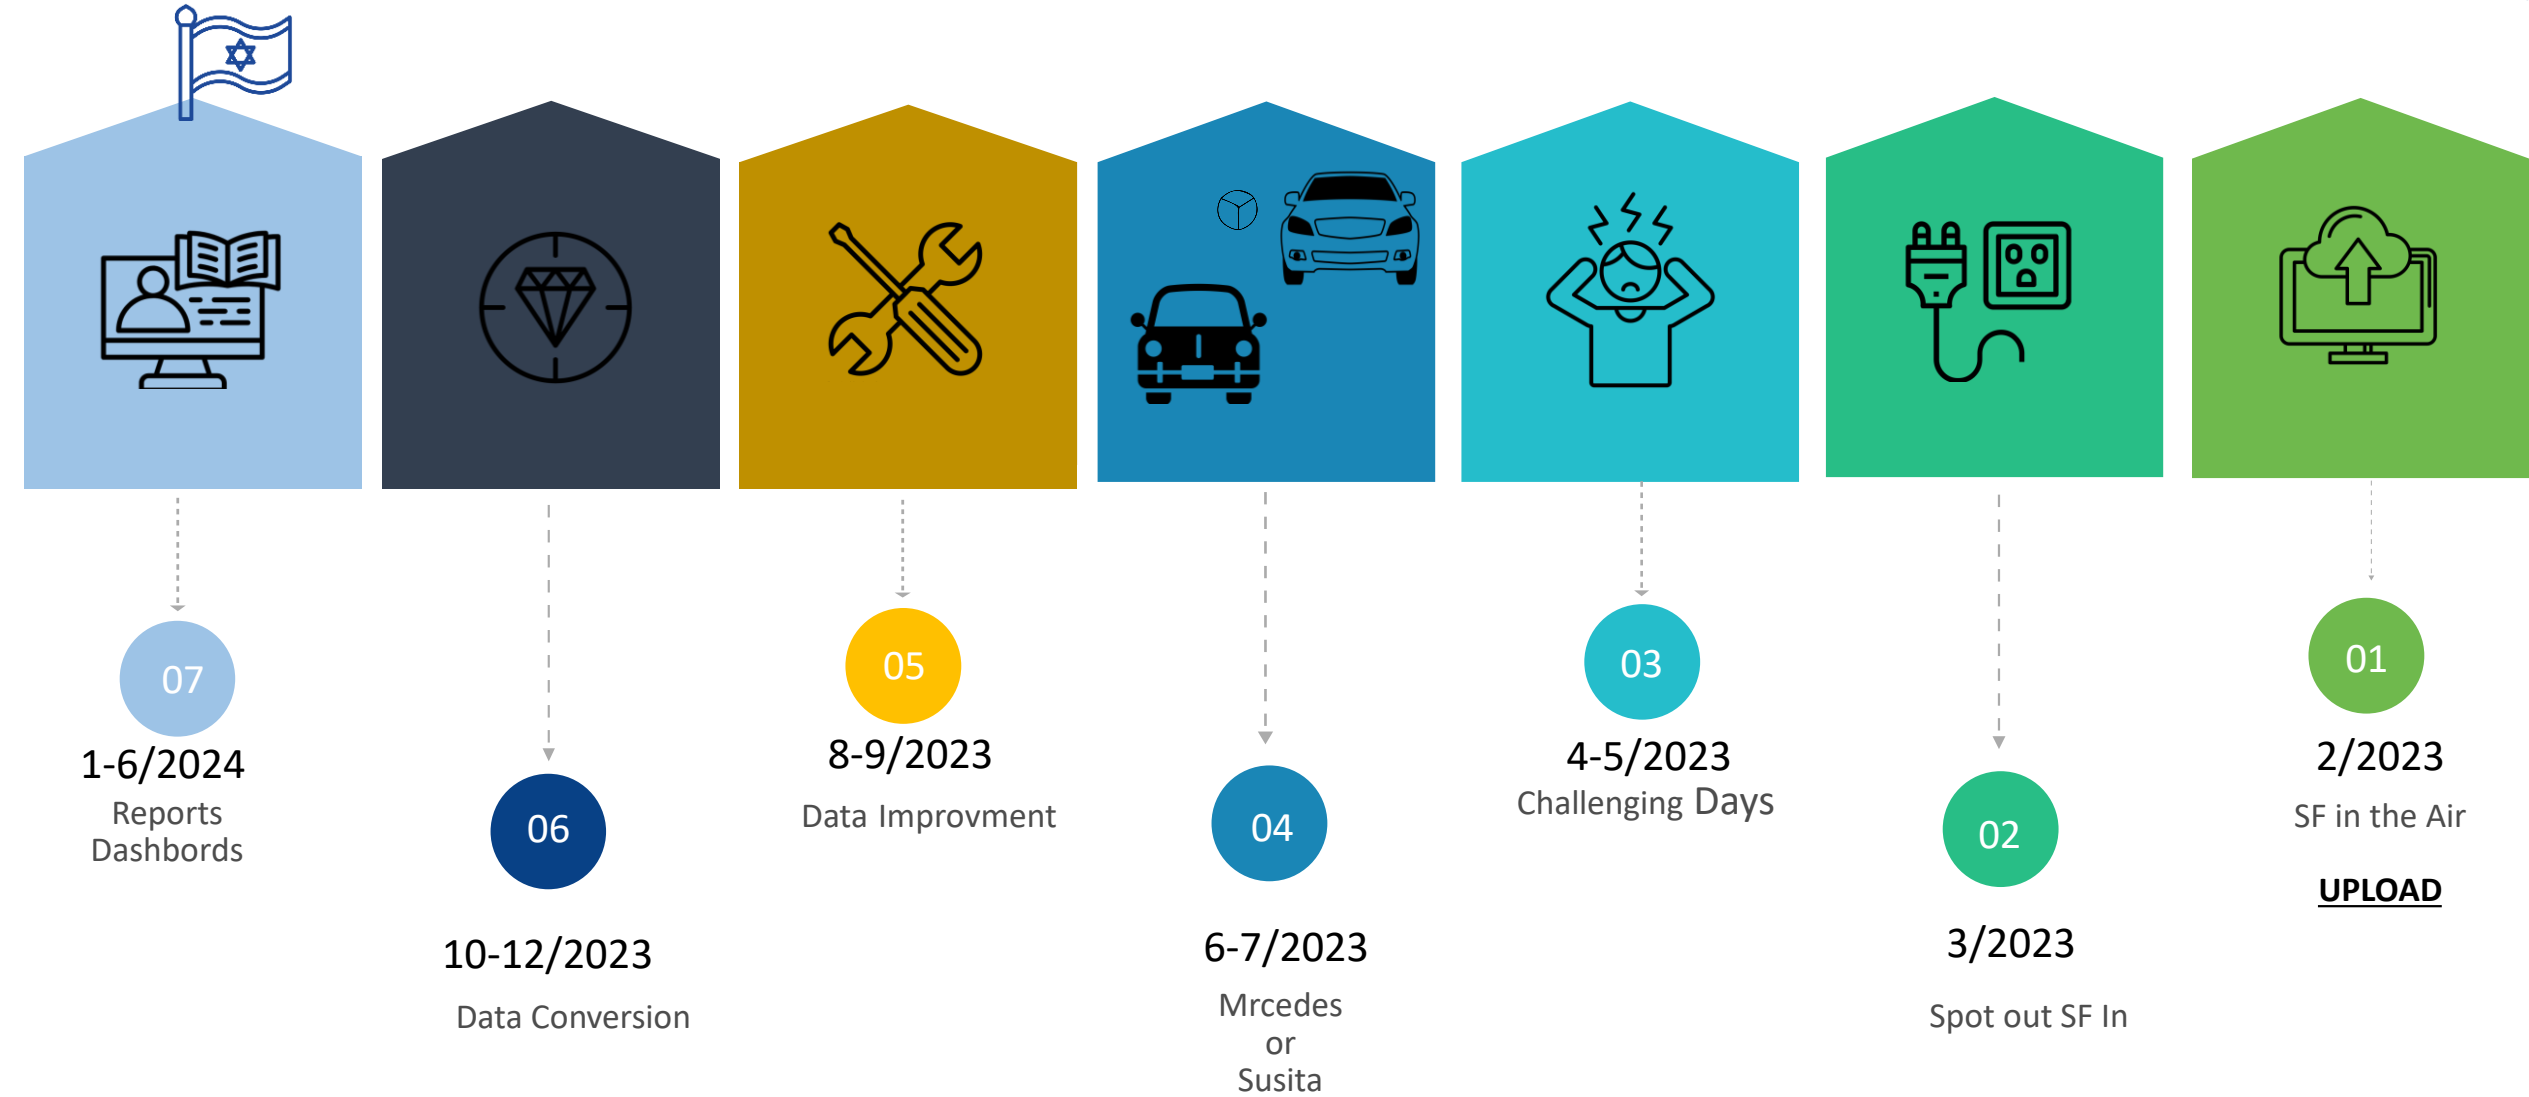 07
1-6/2024
Reports
Dashbords
06
10-12/2023
Data Conversion
05
8-9/2023
Data Improvment
04
6-7/2023
Mrcedes
or
Susita
03
4-5/2023
Challenging Days
02
3/2023
Spot out SF In
01
2/2023
SF in the Air
UPLOAD